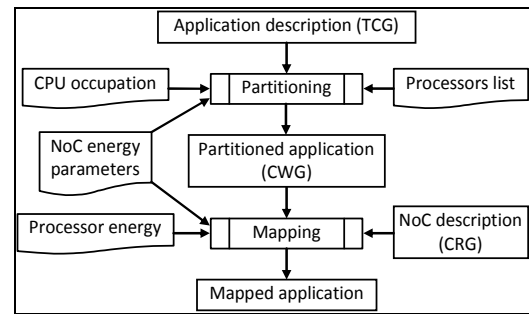 Application description (TCG)
CPU occupation
Partitioning
Processors list
NoC energy
parameters
Partitioned application
(CWG)
Processor energy
Mapping
NoC description
(CRG)
Mapped application